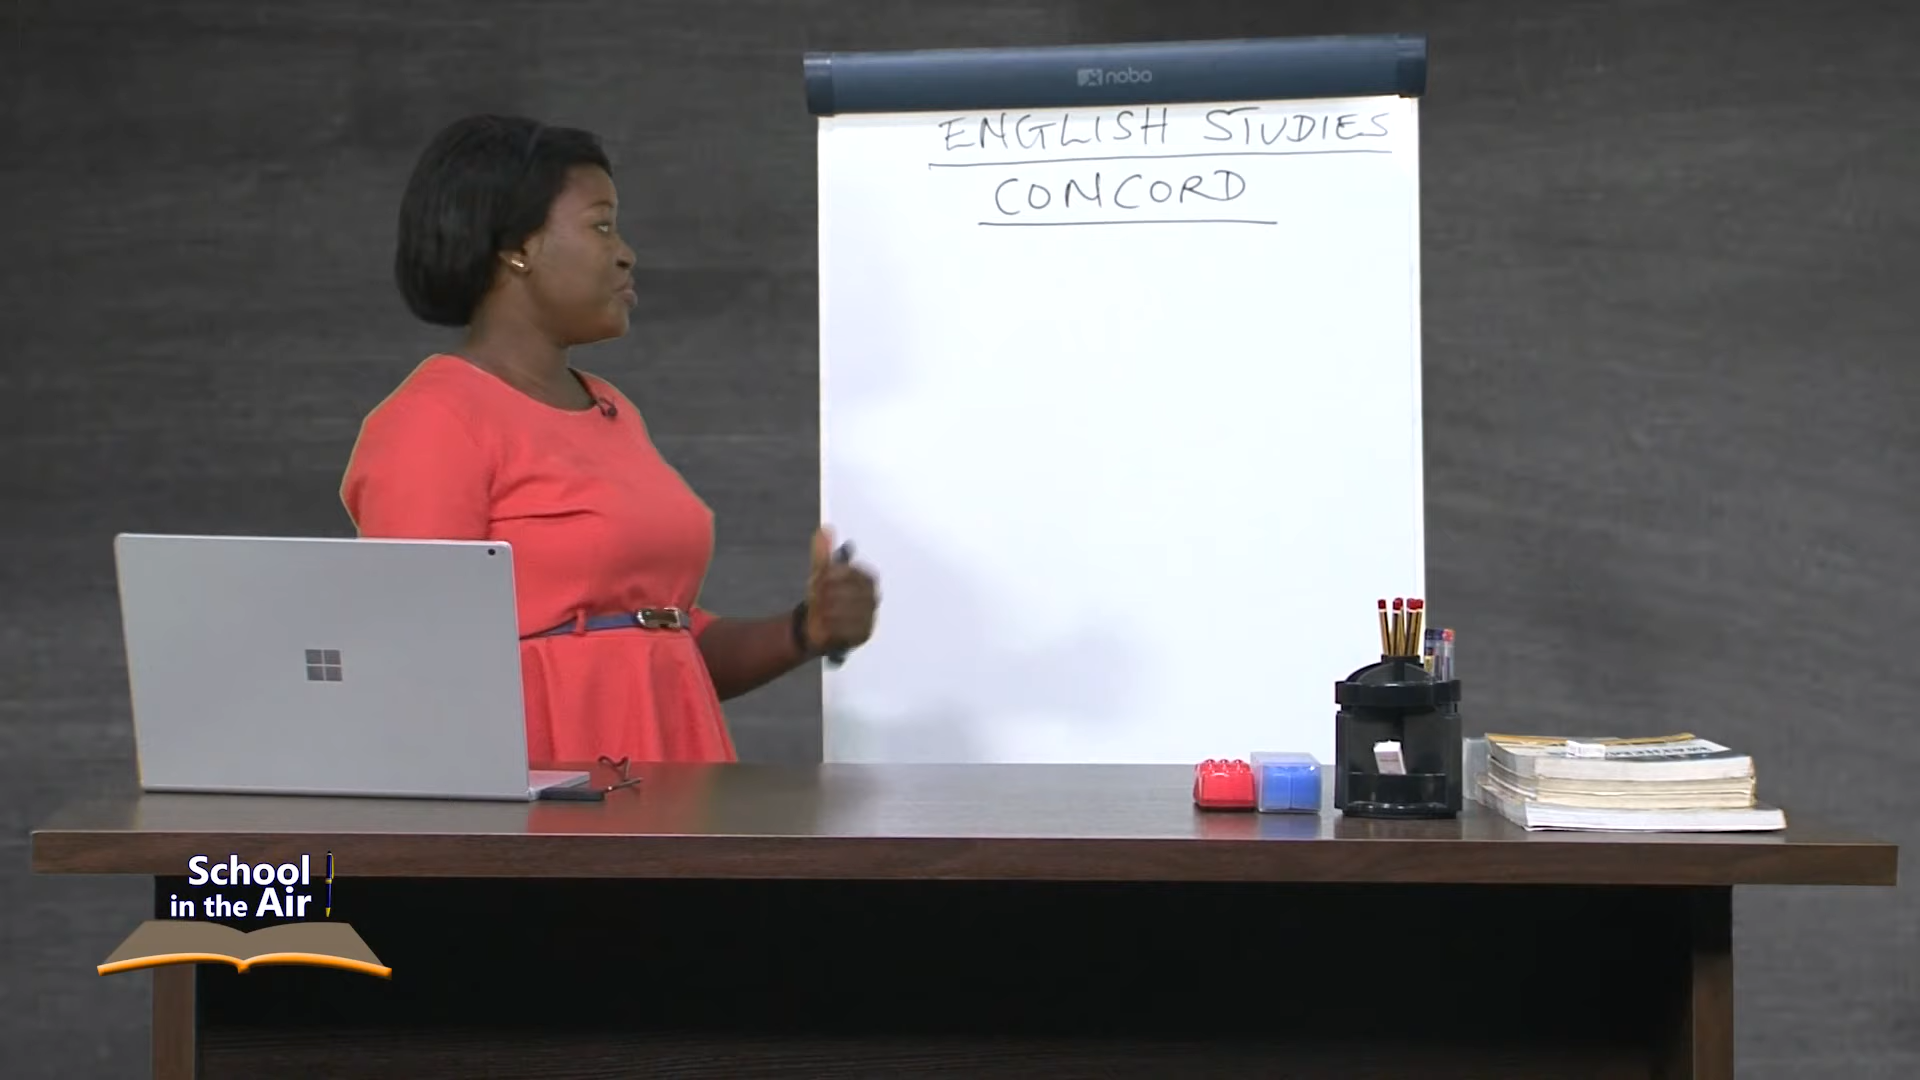 nobo
ENGLISH STUDIES
CONCORD
School
in the Air